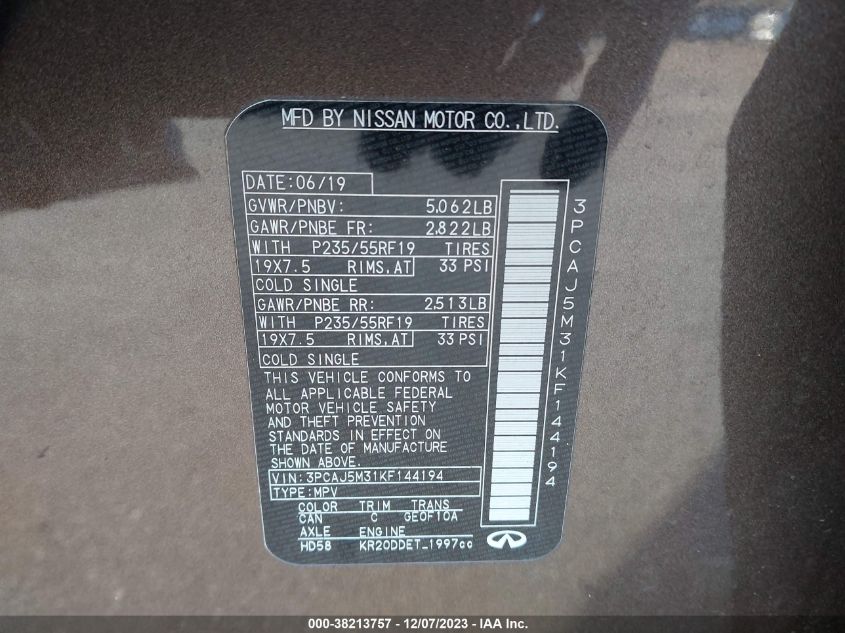 MFD BY NISSAN MOTOR CO.,LTD.
DATE:06/19
GVWR/PNBV: 5,062LB
GAWR/PNBE FR: 2,822LB
WITH P235/55RF19 TIRES
19X7.5 RIMS,AT 33 PSI
COLD SINGLE
GAWR/PNBE RR: 2,513LB
WITH P235/55RF19 TIRES
19X7.5 RIMS,AT 33 PSI
COLD SINGLE
THIS VEHICLE CONFORMS TO
ALL APPLICABLE FEDERAL
MOTOR VEHICLE SAFETY
AND THEFT PREVENTION
STANDARDS IN EFFECT ON
THE DATE OF MANUFACTURE
SHOWN ABOVE.
VIN:3PCAJ5M31KF144194
TYPE:MPV
COLOR TRIM TRANS
CAN C GE0F10A
AXLE ENGINE
HD58 KR20DDET_1997cc
3PCAJ5M31KF144194
000-38213757 - 12/07/2023 - IAA Inc.